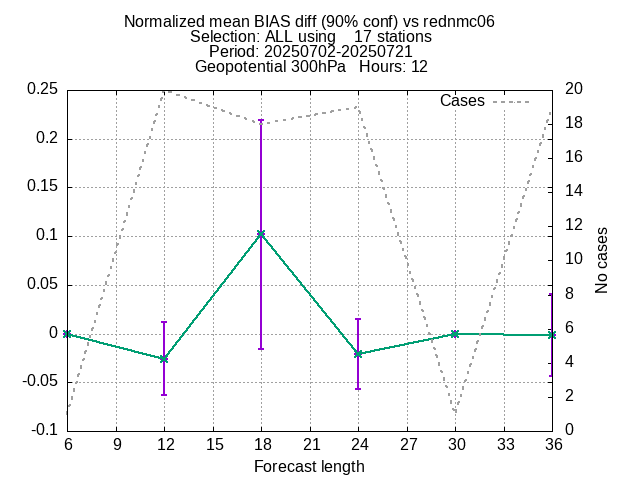 Normalized mean BIAS diff (90% conf) vs rednmc06
Selection: ALL using    17 stations
Period: 20250702-20250721
Geopotential 300hPa   Hours: 12
Cases
0.25
0.2
0.15
0.1
0.05
0
-0.05
-0.1
20
18
16
14
12
10
8
6
4
2
0
No cases
6 9 12 15 18 21 24 27 30 33 36
Forecast length